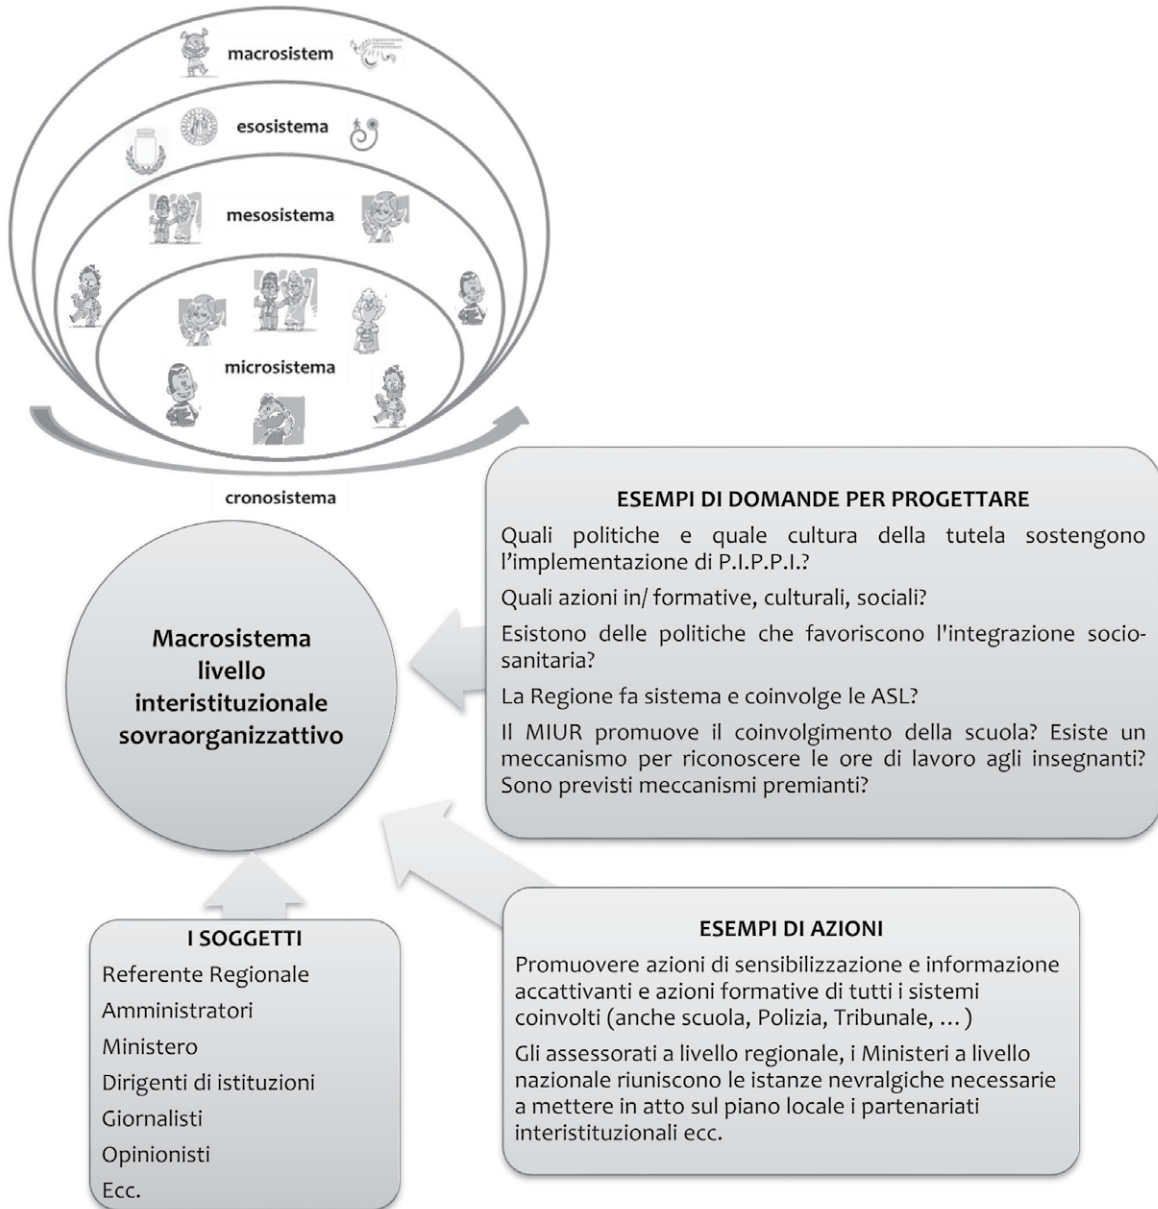 macrosistem
esosistema
mesosistema
microsistema
cronosistema
Macrosistema
livello
interistituzionale
sovraorganizzattivo
ESEMPI DI DOMANDE PER PROGETTARE
Quali politiche e quale cultura della tutela sostengono
l’implementazione di P.I.P.P.I.?
Quali azioni in/ formative, culturali, sociali?
Esistono delle politiche che favoriscono l'integrazione socio-
sanitaria?
La Regione fa sistema e coinvolge le ASL?
Il MIUR promuove il coinvolgimento della scuola? Esiste un
meccanismo per riconoscere le ore di lavoro agli insegnanti?
Sono previsti meccanismi premianti?
I SOGGETTI
Referente Regionale
Amministratori
Ministero
Dirigenti di istituzioni
Giornalisti
Opinionisti
Ecc.
ESEMPI DI AZIONI
Promuovere azioni di sensibilizzazione e informazione
accattivanti e azioni formative di tutti i sistemi
coinvolti (anche scuola, Polizia, Tribunale, … )
Gli assessorati a livello regionale, i Ministeri a livello
nazionale riuniscono le istanze nevralgiche necessarie
a mettere in atto sul piano locale i partenariati
interistituzionali ecc.